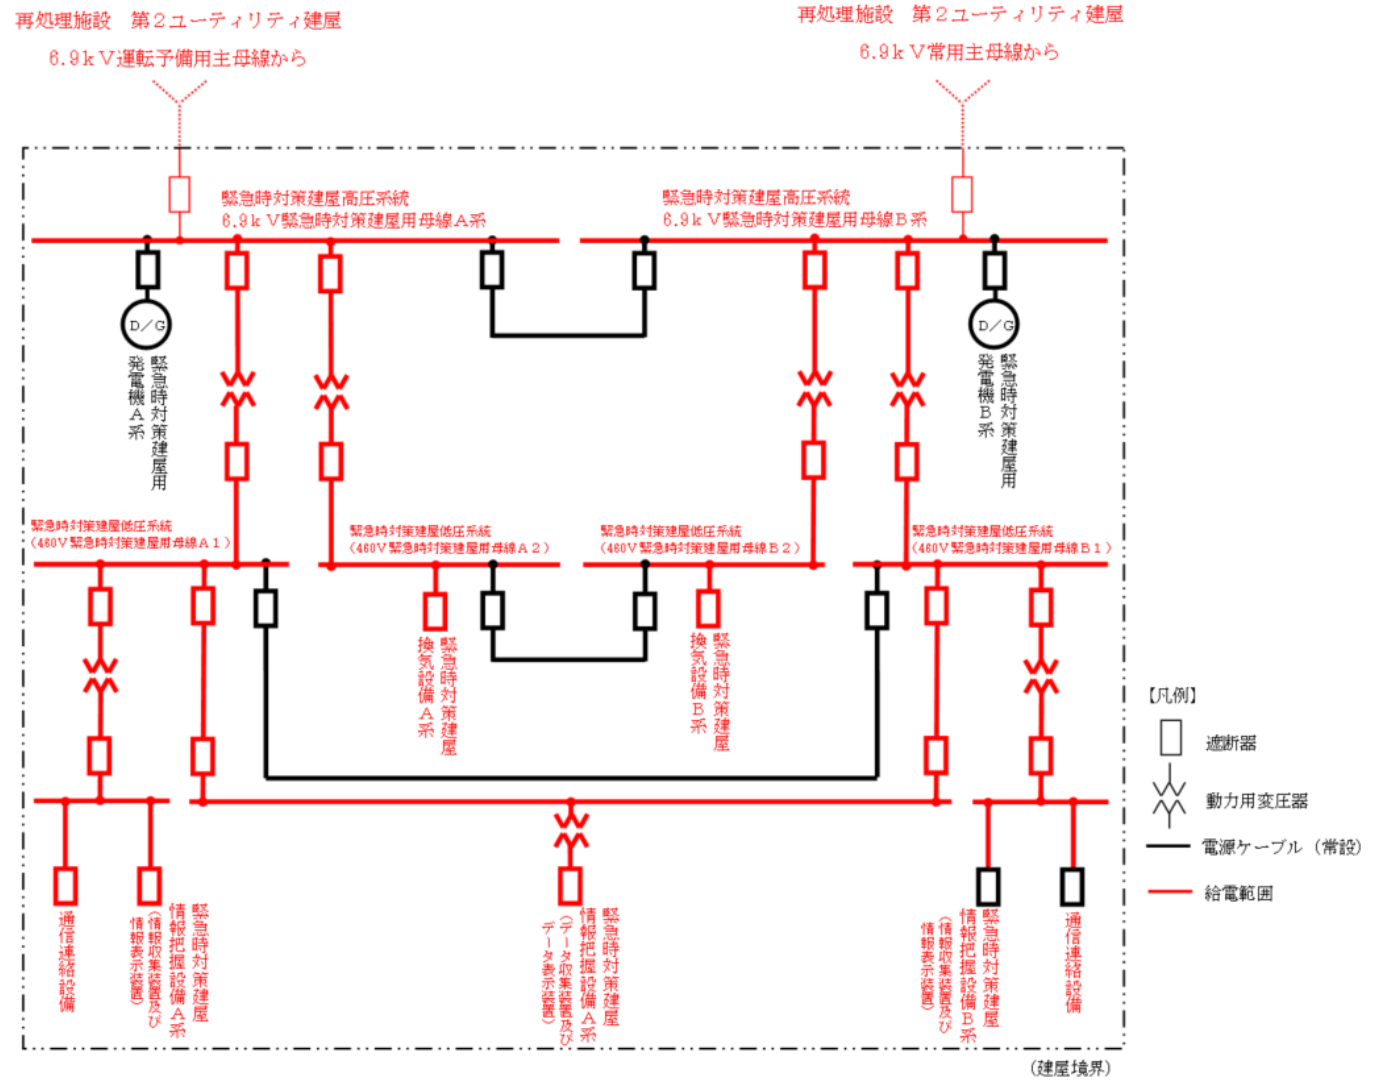 再処理施設　第２ユーティリティ建屋
6.9ｋＶ運転予備用主母線から
再処理施設　第２ユーティリティ建屋
6.9ｋＶ常用主母線から
緊急時対策建屋高圧系統
6.9ｋＶ緊急時対策建屋用母線Ａ系
緊急時対策建屋高圧系統
6.9ｋＶ緊急時対策建屋用母線Ｂ系
D／G
緊急時対策建屋用
発電機Ａ系
D／G
緊急時対策建屋用
発電機Ｂ系
緊急時対策建屋低圧系統
（460V緊急時対策建屋用母線Ａ１）
緊急時対策建屋低圧系統
（460V緊急時対策建屋用母線Ａ２）
緊急時対策建屋低圧系統
（460V緊急時対策建屋用母線Ｂ２）
緊急時対策建屋低圧系統
（460V緊急時対策建屋用母線Ｂ１）
緊急時対策建屋
換気設備Ａ系
緊急時対策建屋
換気設備Ｂ系
通信連絡設備
緊急時対策建屋
情報把握設備Ａ系
（情報収集装置及び
情報表示装置）
緊急時対策建屋
情報把握設備Ａ系
（データ収集装置及び
データ表示装置）
緊急時対策建屋
情報把握設備Ｂ系
（情報収集装置及び
情報表示装置）
通信連絡設備
【凡例】
遮断器
動力用変圧器
電源ケーブル（常設）
給電範囲
（建屋境界）